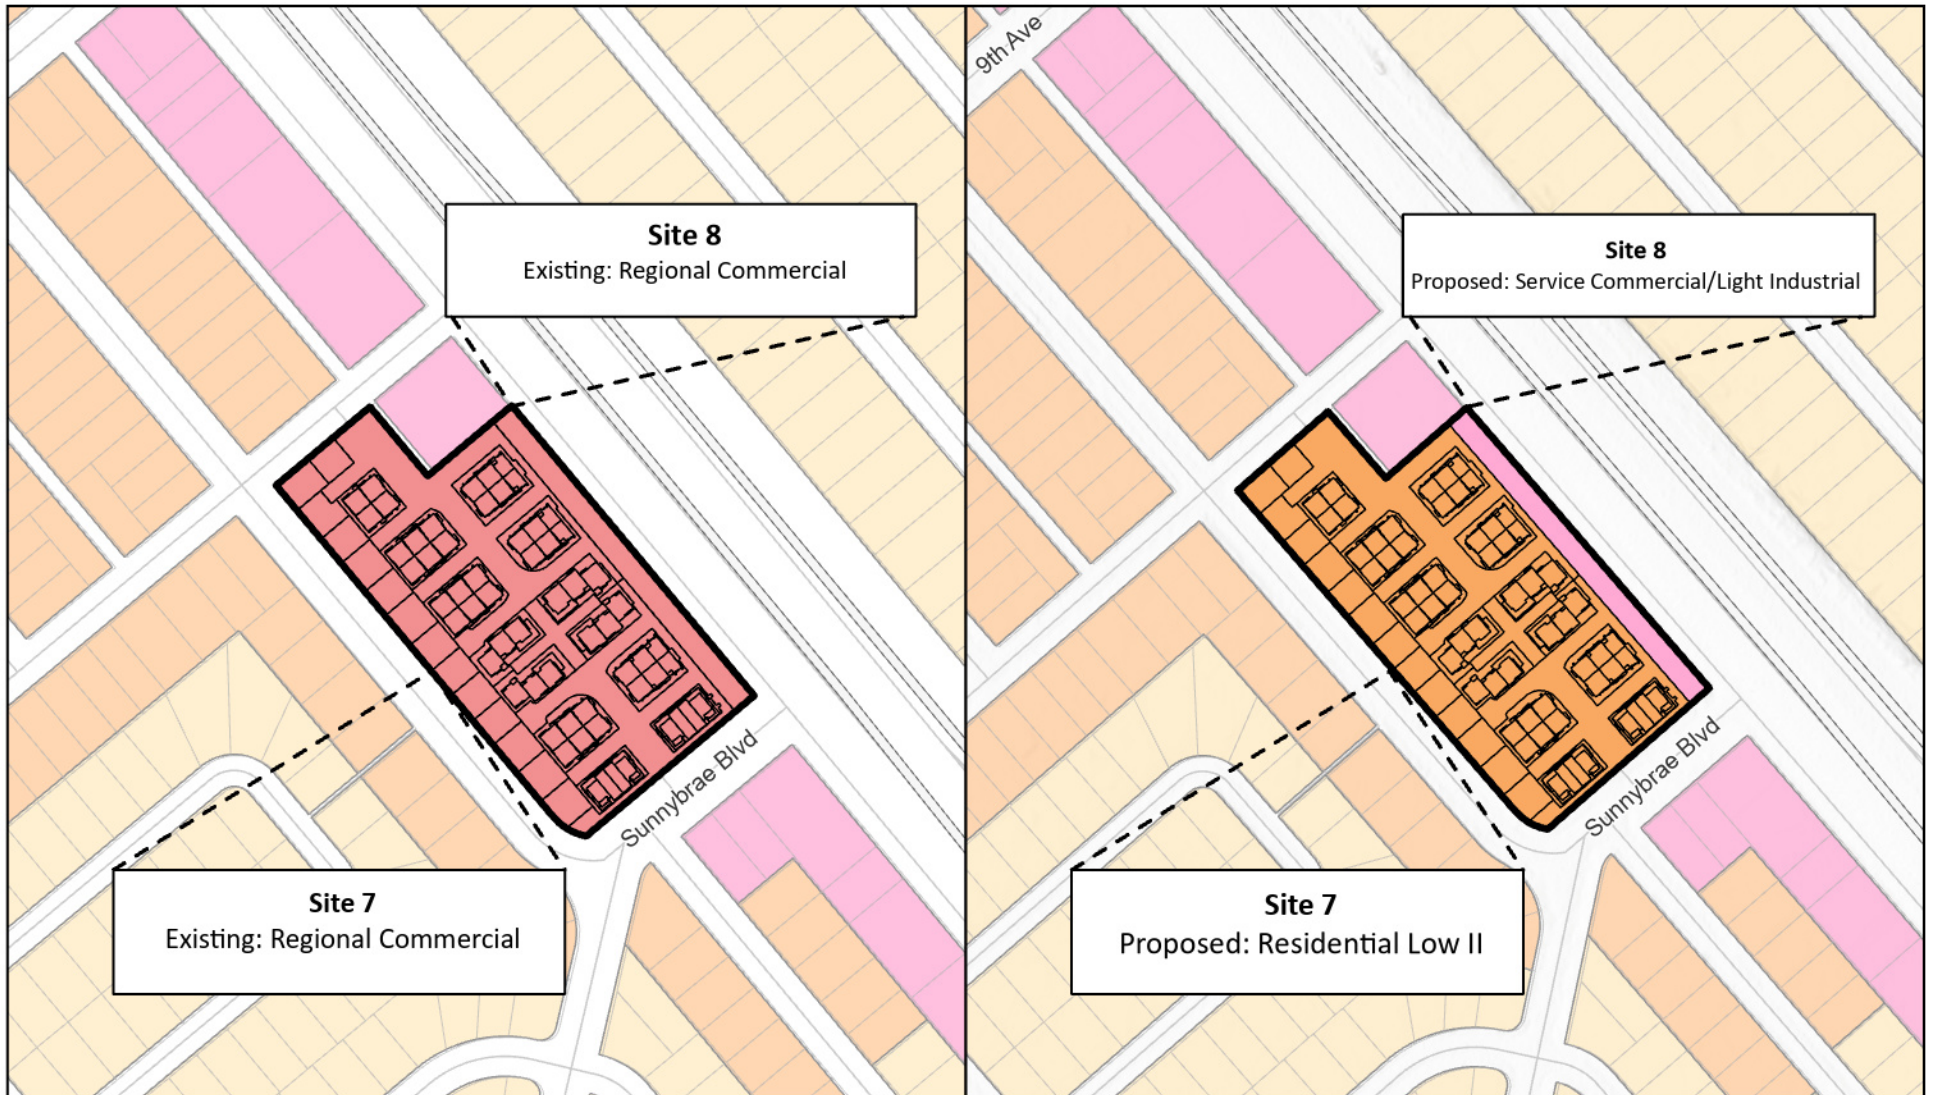 9th Ave
Site 8
Existing: Regional Commercial
Site 8
Proposed: Service Commercial/Light Industrial
Sunnybrae Blvd
Sunnybrae Blvd
Site 7
Existing: Regional Commercial
Site 7
Proposed: Residential Low II